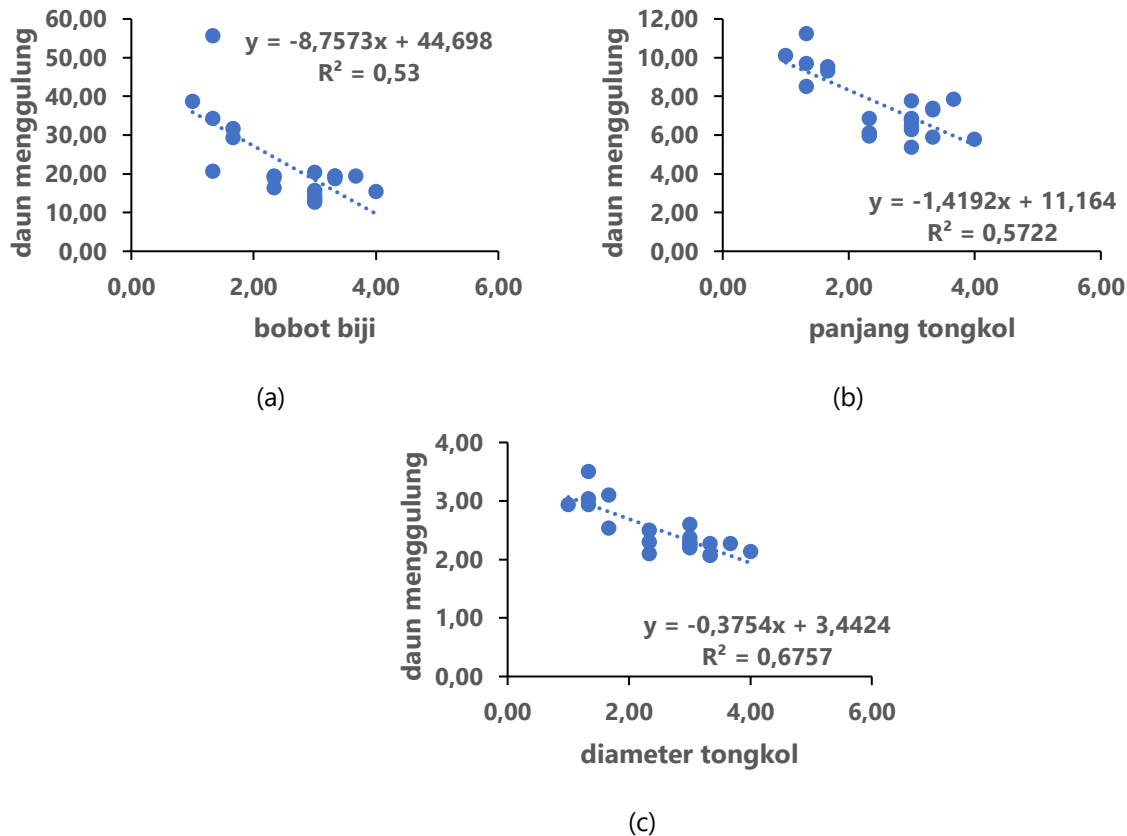 60,00
50,00
40,00
30,00
20,00
10,00
0,00
daun menggulung
y = -8,7573x + 44,698
R² = 0,53
0,00 2,00 4,00 6,00
bobot biji
(a)
12,00
10,00
8,00
6,00
4,00
2,00
0,00
daun menggulung
y = -1,4192x + 11,164
R² = 0,5722
0,00 2,00 4,00 6,00
panjang tongkol
(b)
4,00
3,00
2,00
1,00
0,00
daun menggulung
y = -0,3754x + 3,4424
R² = 0,6757
0,00 2,00 4,00 6,00
diameter tongkol
(c)